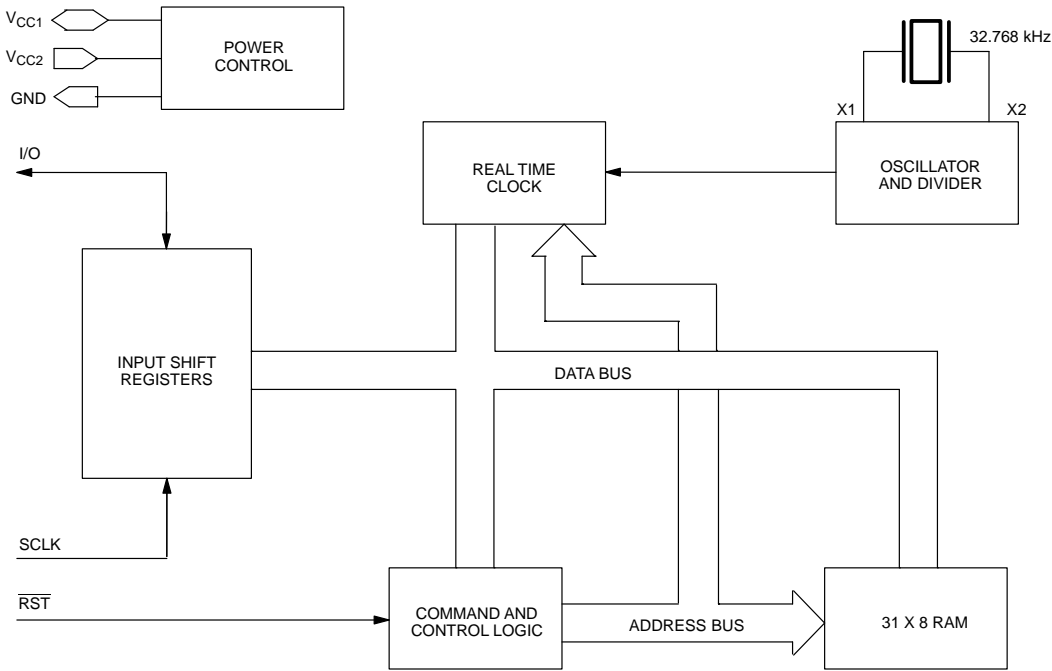 VCC1
VCC2
GND
POWER
CONTROL
32.768 kHz
X1
X2
I/O
REAL TIME
CLOCK
OSCILLATOR
AND DIVIDER
INPUT SHIFT
REGISTERS
DATA BUS
SCLK
RST
COMMAND AND
CONTROL LOGIC
ADDRESS BUS
31 X 8 RAM